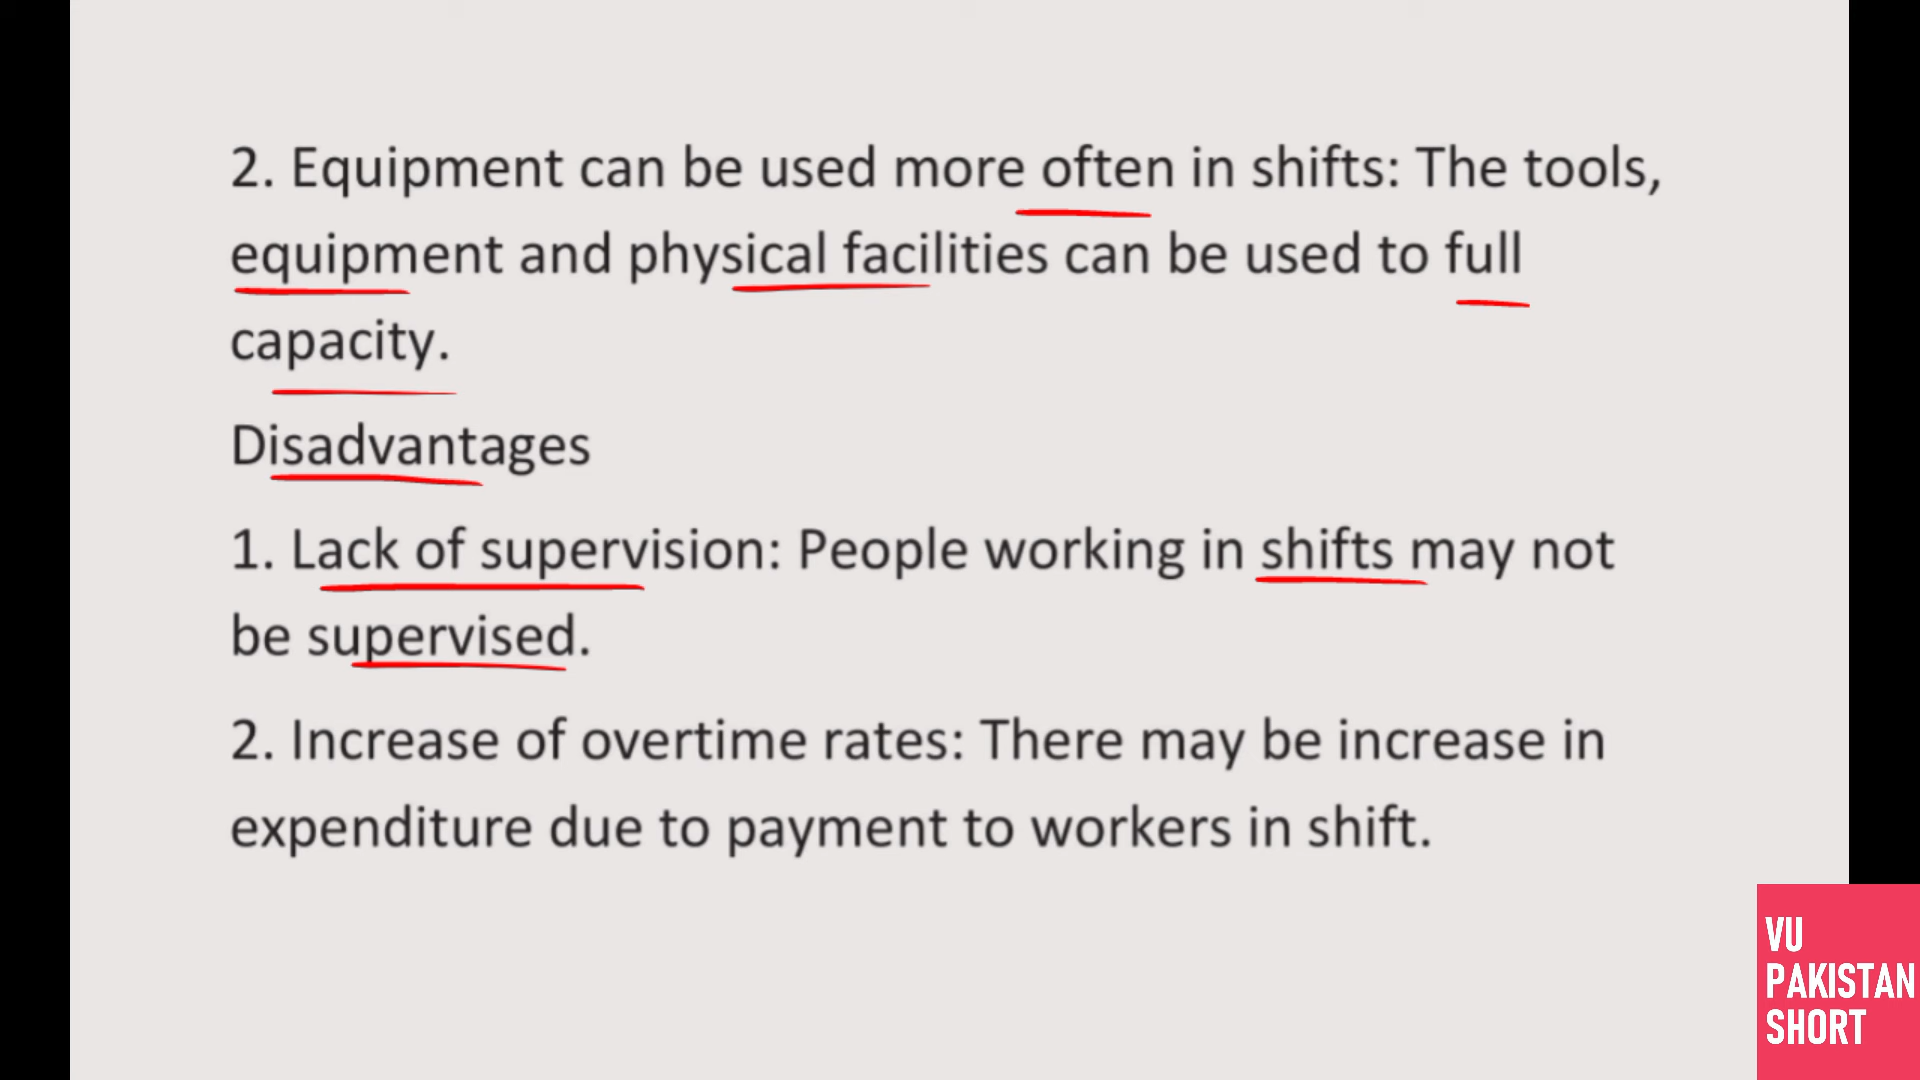 2. Equipment can be used more often in shifts: The tools,
equipment and physical facilities can be used to full
capacity.
Disadvantages
1. Lack of supervision: People working in shifts may not
be supervised.
2. Increase of overtime rates: There may be increase in
expenditure due to payment to workers in shift.
VU
PAKISTAN
SHORT